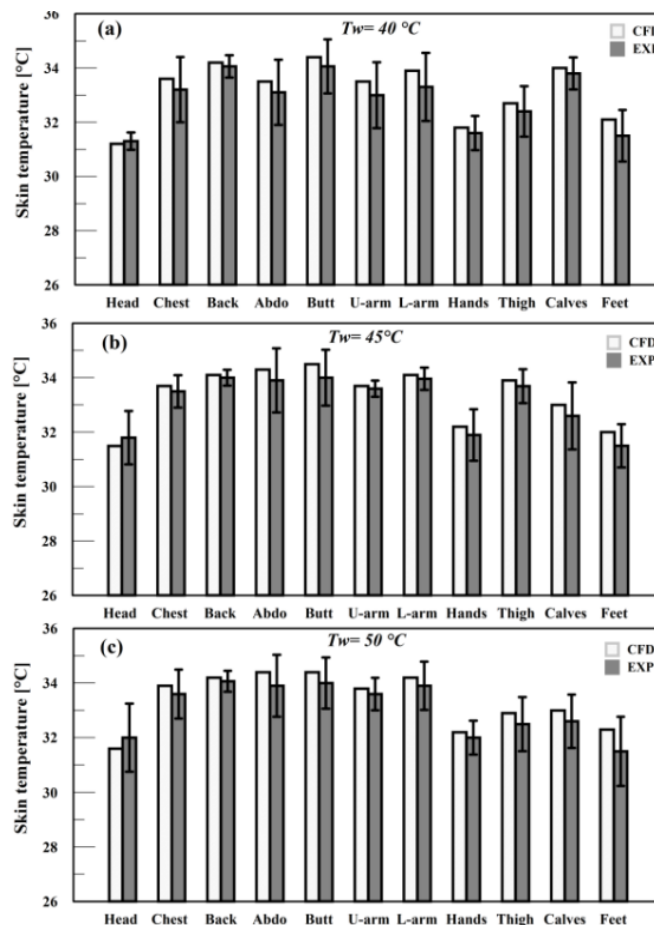 36
(a)
Tw= 40 °C
CFD
EXP
34
32
30
28
26
Skin temperature [°C]
Head Chest Back Abdo Butt U-arm L-arm Hands Thigh Calves Feet
36
(b)
Tw= 45°C
CFD
EXP
34
32
30
28
26
Skin temperature [°C]
Head Chest Back Abdo Butt U-arm L-arm Hands Thigh Calves Feet
36
(c)
Tw= 50 °C
CFD
EXP
34
32
30
28
26
Skin temperature [°C]
Head Chest Back Abdo Butt U-arm L-arm Hands Thigh Calves Feet